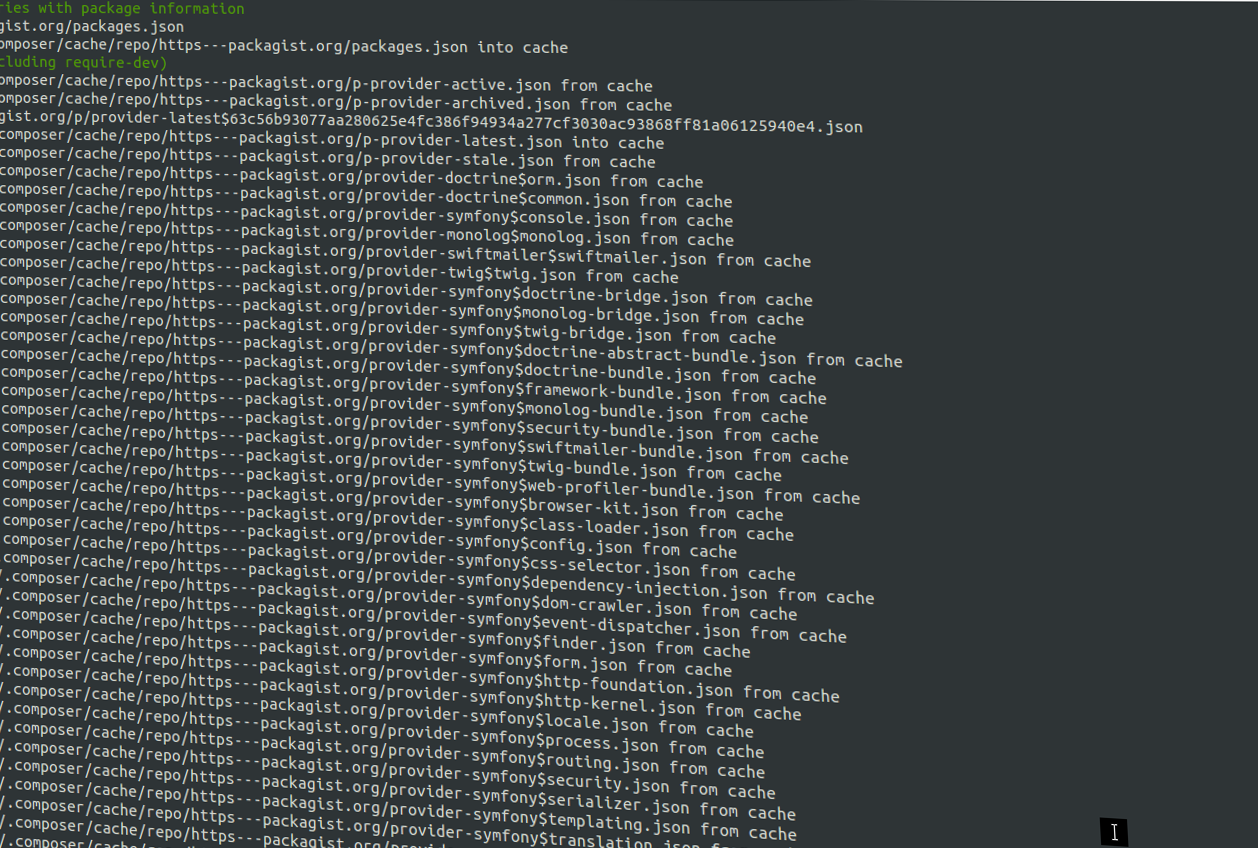 ries with package information
gist.org/packages.json
omposer/cache/repo/https---packagist.org/packages.json into cache
cluding require-dev)
omposer/cache/repo/https---packagist.org/p-provider-active.json from cache
omposer/cache/repo/https---packagist.org/p-provider-archived.json from cache
gist.org/p/provider-latest$63c56b93077aa280625e4fc386f94934a277cf3030ac93868ff81a06125940e4.json
composer/cache/repo/https---packagist.org/p-provider-latest.json into cache
composer/cache/repo/https---packagist.org/p-provider-stale.json from cache
composer/cache/repo/https---packagist.org/provider-doctrine$orm.json from cache
composer/cache/repo/https---packagist.org/provider-doctrine$common.json from cache
composer/cache/repo/https---packagist.org/provider-symfony$console.json from cache
composer/cache/repo/https---packagist.org/provider-monolog$monolog.json from cache
composer/cache/repo/https---packagist.org/provider-swiftmailer$swiftmailer.json from cache
composer/cache/repo/https---packagist.org/provider-twig$twig.json from cache
composer/cache/repo/https---packagist.org/provider-symfony$doctrine-bridge.json from cache
composer/cache/repo/https---packagist.org/provider-symfony$monolog-bridge.json from cache
composer/cache/repo/https---packagist.org/provider-symfony$twig-bridge.json from cache
composer/cache/repo/https---packagist.org/provider-symfony$doctrine-abstract-bundle.json from cache
composer/cache/repo/https---packagist.org/provider-symfony$doctrine-bundle.json from cache
composer/cache/repo/https---packagist.org/provider-symfony$framework-bundle.json from cache
composer/cache/repo/https---packagist.org/provider-symfony$monolog-bundle.json from cache
composer/cache/repo/https---packagist.org/provider-symfony$security-bundle.json from cache
composer/cache/repo/https---packagist.org/provider-symfony$swiftmailer-bundle.json from cache
composer/cache/repo/https---packagist.org/provider-symfony$twig-bundle.json from cache
composer/cache/repo/https---packagist.org/provider-symfony$web-profiler-bundle.json from cache
composer/cache/repo/https---packagist.org/provider-symfony$browser-kit.json from cache
composer/cache/repo/https---packagist.org/provider-symfony$class-loader.json from cache
composer/cache/repo/https---packagist.org/provider-symfony$config.json from cache
.composer/cache/repo/https---packagist.org/provider-symfony$css-selector.json from cache
.composer/cache/repo/https---packagist.org/provider-symfony$dependency-injection.json from cache
/.composer/cache/repo/https---packagist.org/provider-symfony$dom-crawler.json from cache
/.composer/cache/repo/https---packagist.org/provider-symfony$event-dispatcher.json from cache
/.composer/cache/repo/https---packagist.org/provider-symfony$finder.json from cache
/.composer/cache/repo/https---packagist.org/provider-symfony$form.json from cache
/.composer/cache/repo/https---packagist.org/provider-symfony$http-foundation.json from cache
/.composer/cache/repo/https---packagist.org/provider-symfony$http-kernel.json from cache
/.composer/cache/repo/https---packagist.org/provider-symfony$locale.json from cache
/.composer/cache/repo/https---packagist.org/provider-symfony$process.json from cache
/.composer/cache/repo/https---packagist.org/provider-symfony$routing.json from cache
/.composer/cache/repo/https---packagist.org/provider-symfony$security.json from cache
/.composer/cache/repo/https---packagist.org/provider-symfony$serializer.json from cache
/.composer/cache/repo/https---packagist.org/provider-symfony$templating.json from cache
/.composer/cache/repo/https---packagist.org/provider-symfony$translation.json from cache
/.composer/cache/repo/https---packagist.org/provi
/.composer/cache/